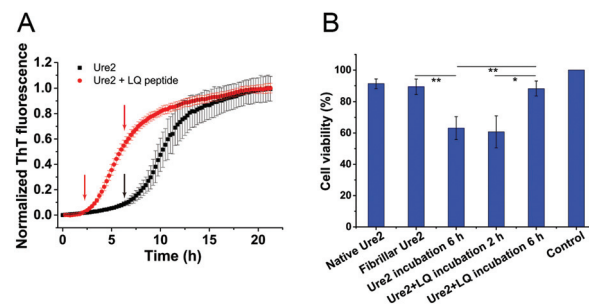 A
Ure2
Ure2 + LQ peptide
Normalized ThT fluorescence
1.0
0.8
0.6
0.4
0.2
0.0
0 5 10 15 20
Time (h)
B
**
**
*
Cell viability (%)
100
80
60
40
20
0
Native Ure2
Fibrillar Ure2
Ure2 incubation 6 h
Ure2+LQ incubation 2 h
Ure2+LQ incubation 6 h
Control